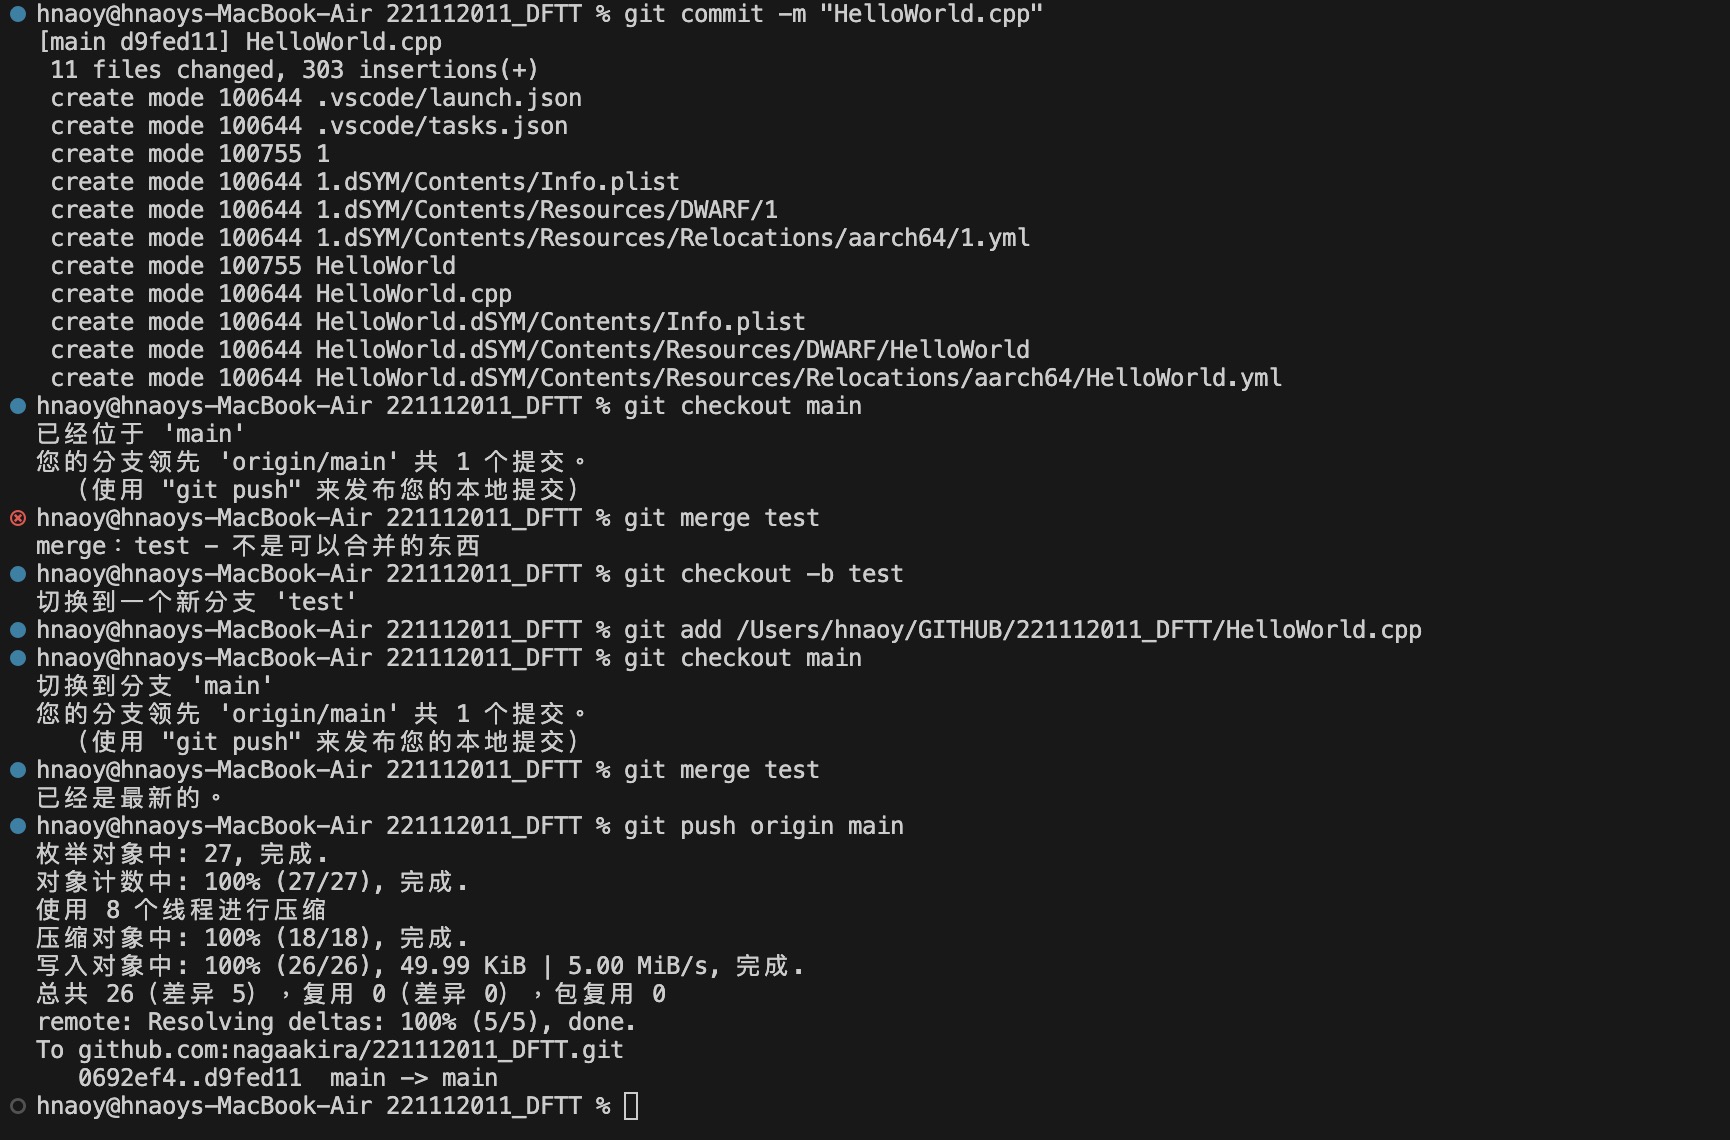 hnaoy@hnaoys-MacBook-Air 221112011_DFTT % git commit -m "HelloWorld.cpp"
[main d9fed11] HelloWorld.cpp
 11 files changed, 303 insertions(+)
 create mode 100644 .vscode/launch.json
 create mode 100644 .vscode/tasks.json
 create mode 100755 1
 create mode 100644 1.dSYM/Contents/Info.plist
 create mode 100644 1.dSYM/Contents/Resources/DWARF/1
 create mode 100644 1.dSYM/Contents/Resources/Relocations/aarch64/1.yml
 create mode 100755 HelloWorld
 create mode 100644 HelloWorld.cpp
 create mode 100644 HelloWorld.dSYM/Contents/Info.plist
 create mode 100644 HelloWorld.dSYM/Contents/Resources/DWARF/HelloWorld
 create mode 100644 HelloWorld.dSYM/Contents/Resources/Relocations/aarch64/HelloWorld.yml
hnaoy@hnaoys-MacBook-Air 221112011_DFTT % git checkout main
已经位于 'main'
您的分支领先 'origin/main' 共 1 个提交。
  （使用 "git push" 来发布您的本地提交）
hnaoy@hnaoys-MacBook-Air 221112011_DFTT % git merge test
merge：test - 不是可以合并的东西
hnaoy@hnaoys-MacBook-Air 221112011_DFTT % git checkout -b test
切换到一个新分支 'test'
hnaoy@hnaoys-MacBook-Air 221112011_DFTT % git add /Users/hnaoy/GITHUB/221112011_DFTT/HelloWorld.cpp
hnaoy@hnaoys-MacBook-Air 221112011_DFTT % git checkout main
切换到分支 'main'
您的分支领先 'origin/main' 共 1 个提交。
  （使用 "git push" 来发布您的本地提交）
hnaoy@hnaoys-MacBook-Air 221112011_DFTT % git merge test
已经是最新的。
hnaoy@hnaoys-MacBook-Air 221112011_DFTT % git push origin main
枚举对象中: 27, 完成.
对象计数中: 100% (27/27), 完成.
使用 8 个线程进行压缩
压缩对象中: 100% (18/18), 完成.
写入对象中: 100% (26/26), 49.99 KiB | 5.00 MiB/s, 完成.
总共 26（差异 5），复用 0（差异 0），包复用 0
remote: Resolving deltas: 100% (5/5), done.
To github.com:nagaakira/221112011_DFTT.git
   0692ef4..d9fed11  main -> main
hnaoy@hnaoys-MacBook-Air 221112011_DFTT %